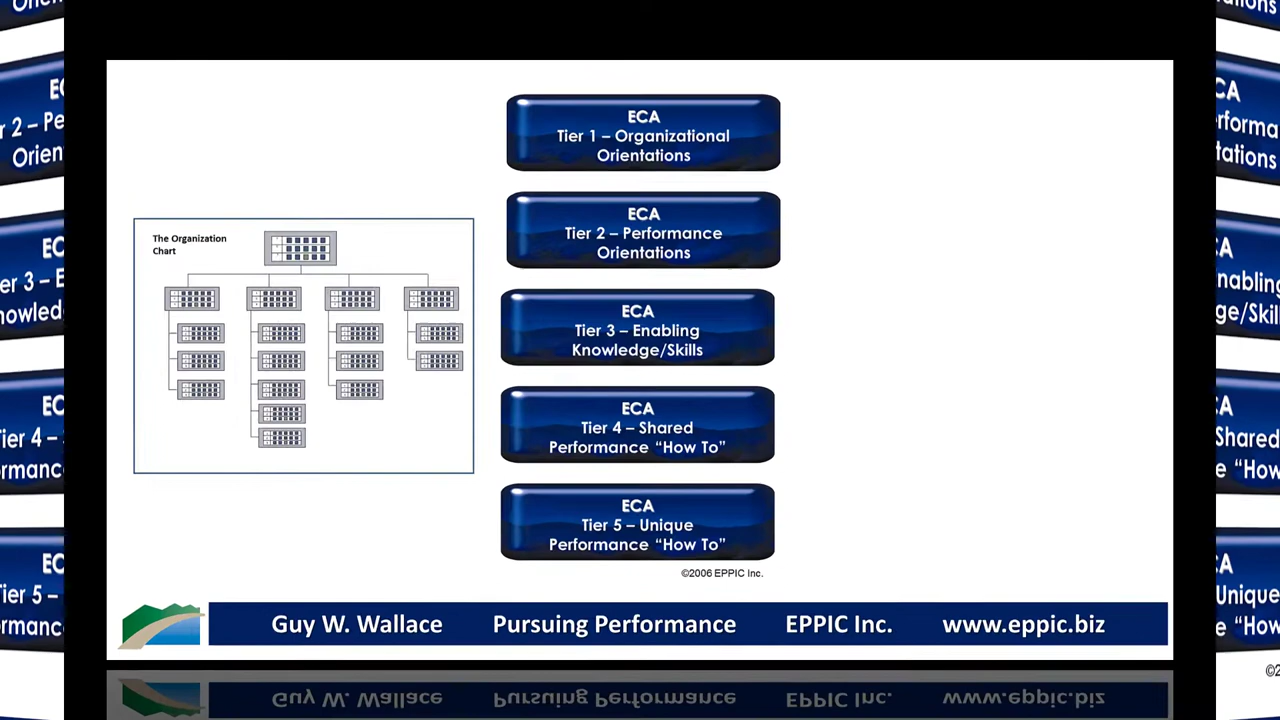 The Organization
Chart
ECA
Tier 1 – Organizational
Orientations
ECA
Tier 2 – Performance
Orientations
ECA
Tier 3 – Enabling
Knowledge/Skills
ECA
Tier 4 – Shared
Performance “How To”
ECA
Tier 5 – Unique
Performance “How To”
©2006 EPPIC Inc.
Guy W. Wallace Pursuing Performance EPPIC Inc. www.eppic.biz